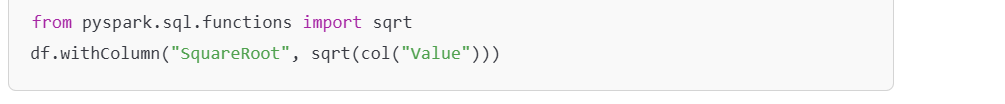 from pyspark.sql.functions import sqrt
df.withColumn("SquareRoot", sqrt(col("Value")))